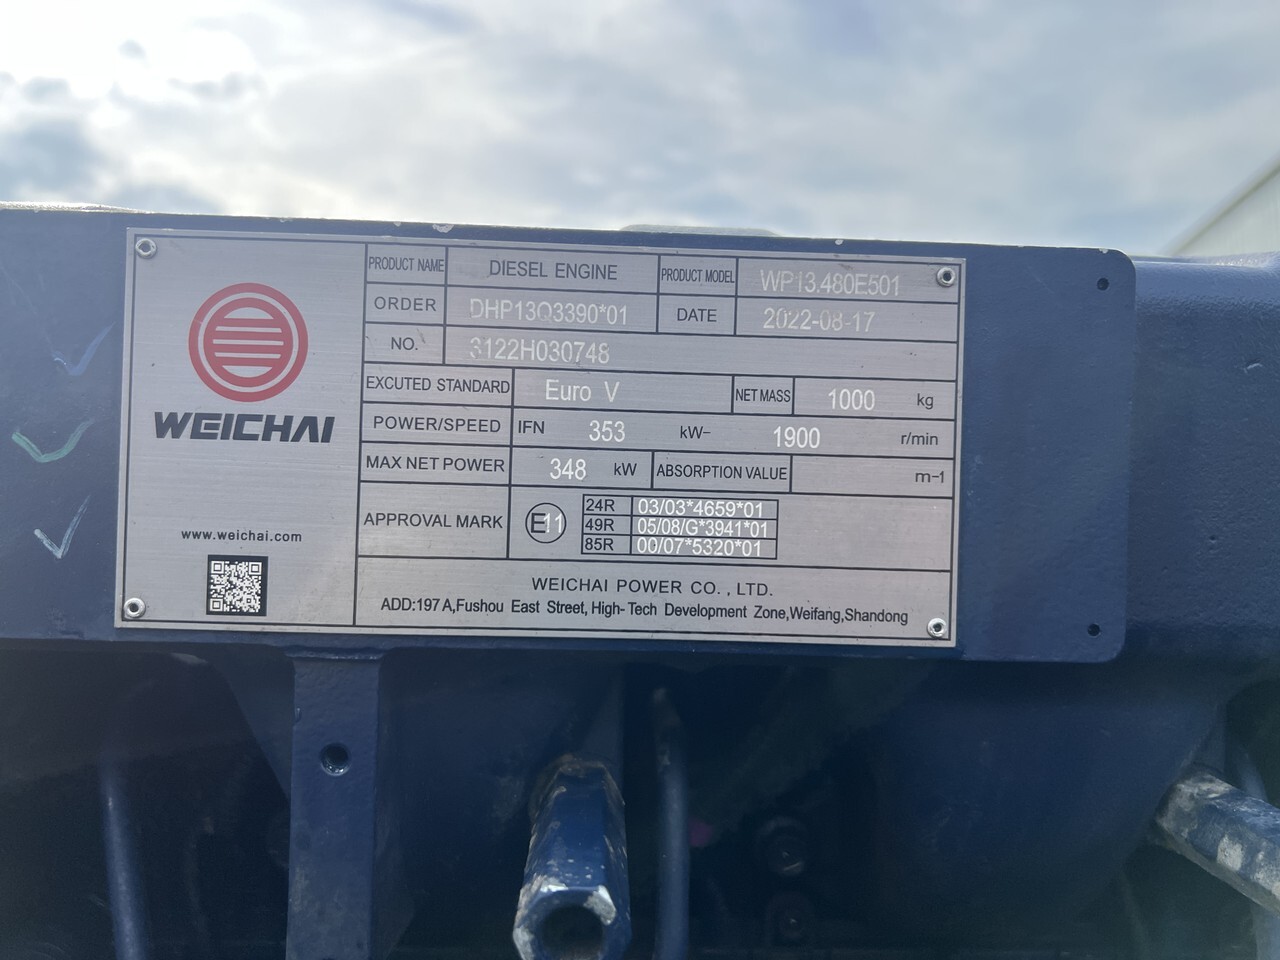 WEICHAI
www.weichai.com
PRODUCT NAME DIESEL ENGINE PRODUCT MODEL WP13.480E501
ORDER DHP13Q3390*01 DATE 2022-08-17
NO. 3122H030748
EXCUTED STANDARD Euro V NET MASS 1000 kg
POWER/SPEED IFN 353 kW- 1900 r/min
MAX NET POWER 348 kW ABSORPTION VALUE m-1
APPROVAL MARK E11
24R 03/03*4659*01
49R 05/08/G*3941*01
85R 00/07*5320*01
WEICHAI POWER CO., LTD.
ADD:197 A,Fushou East Street, High-Tech Development Zone,Weifang,Shandong